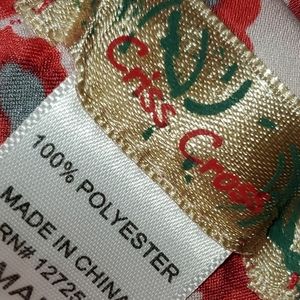 Criss Cross
100% POLYESTER
MADE IN CHINA
RN# 12725